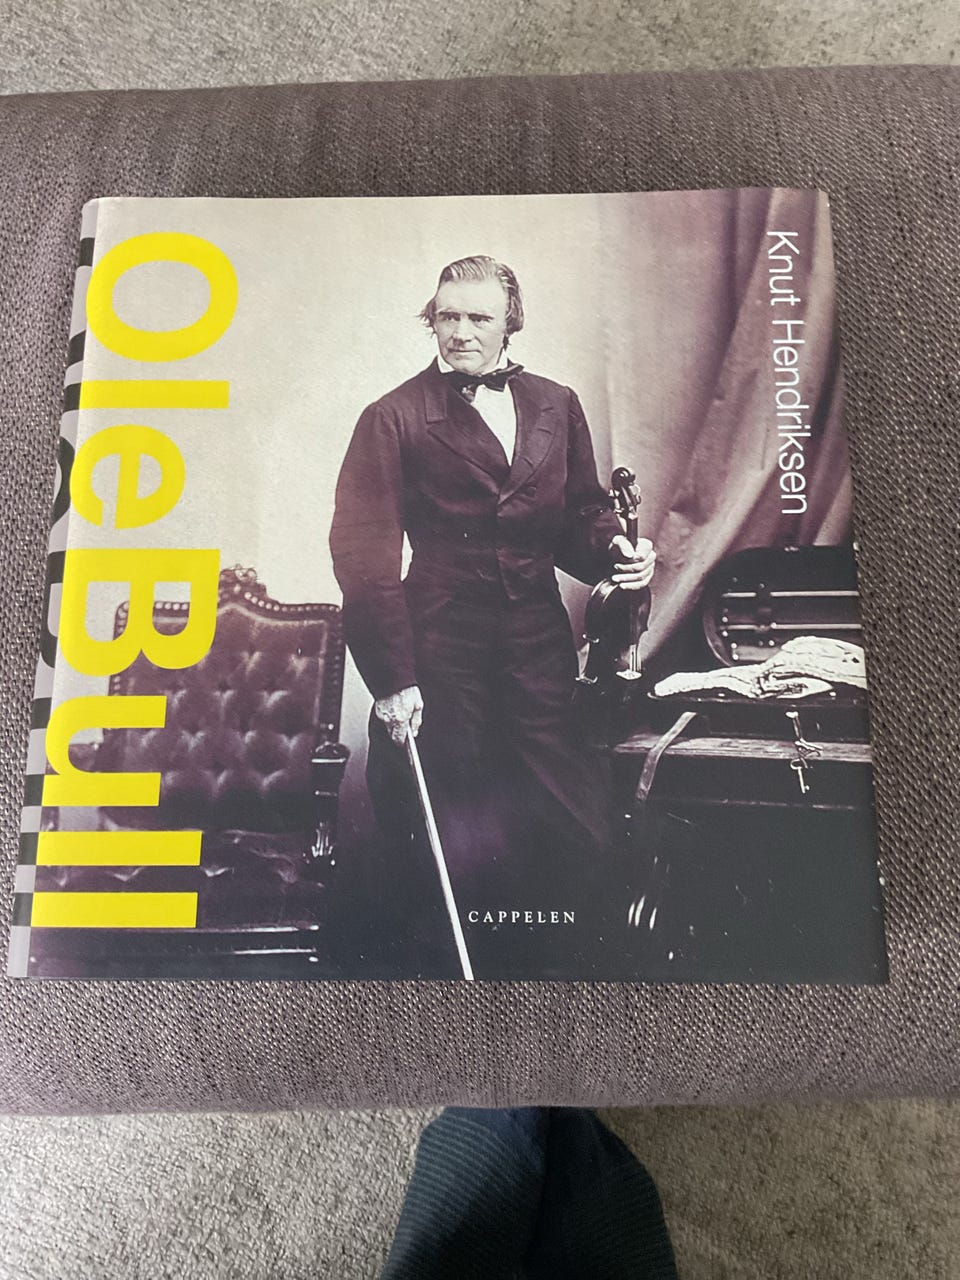 Ole Bull
Knut Hendriksen
CAPPELEN